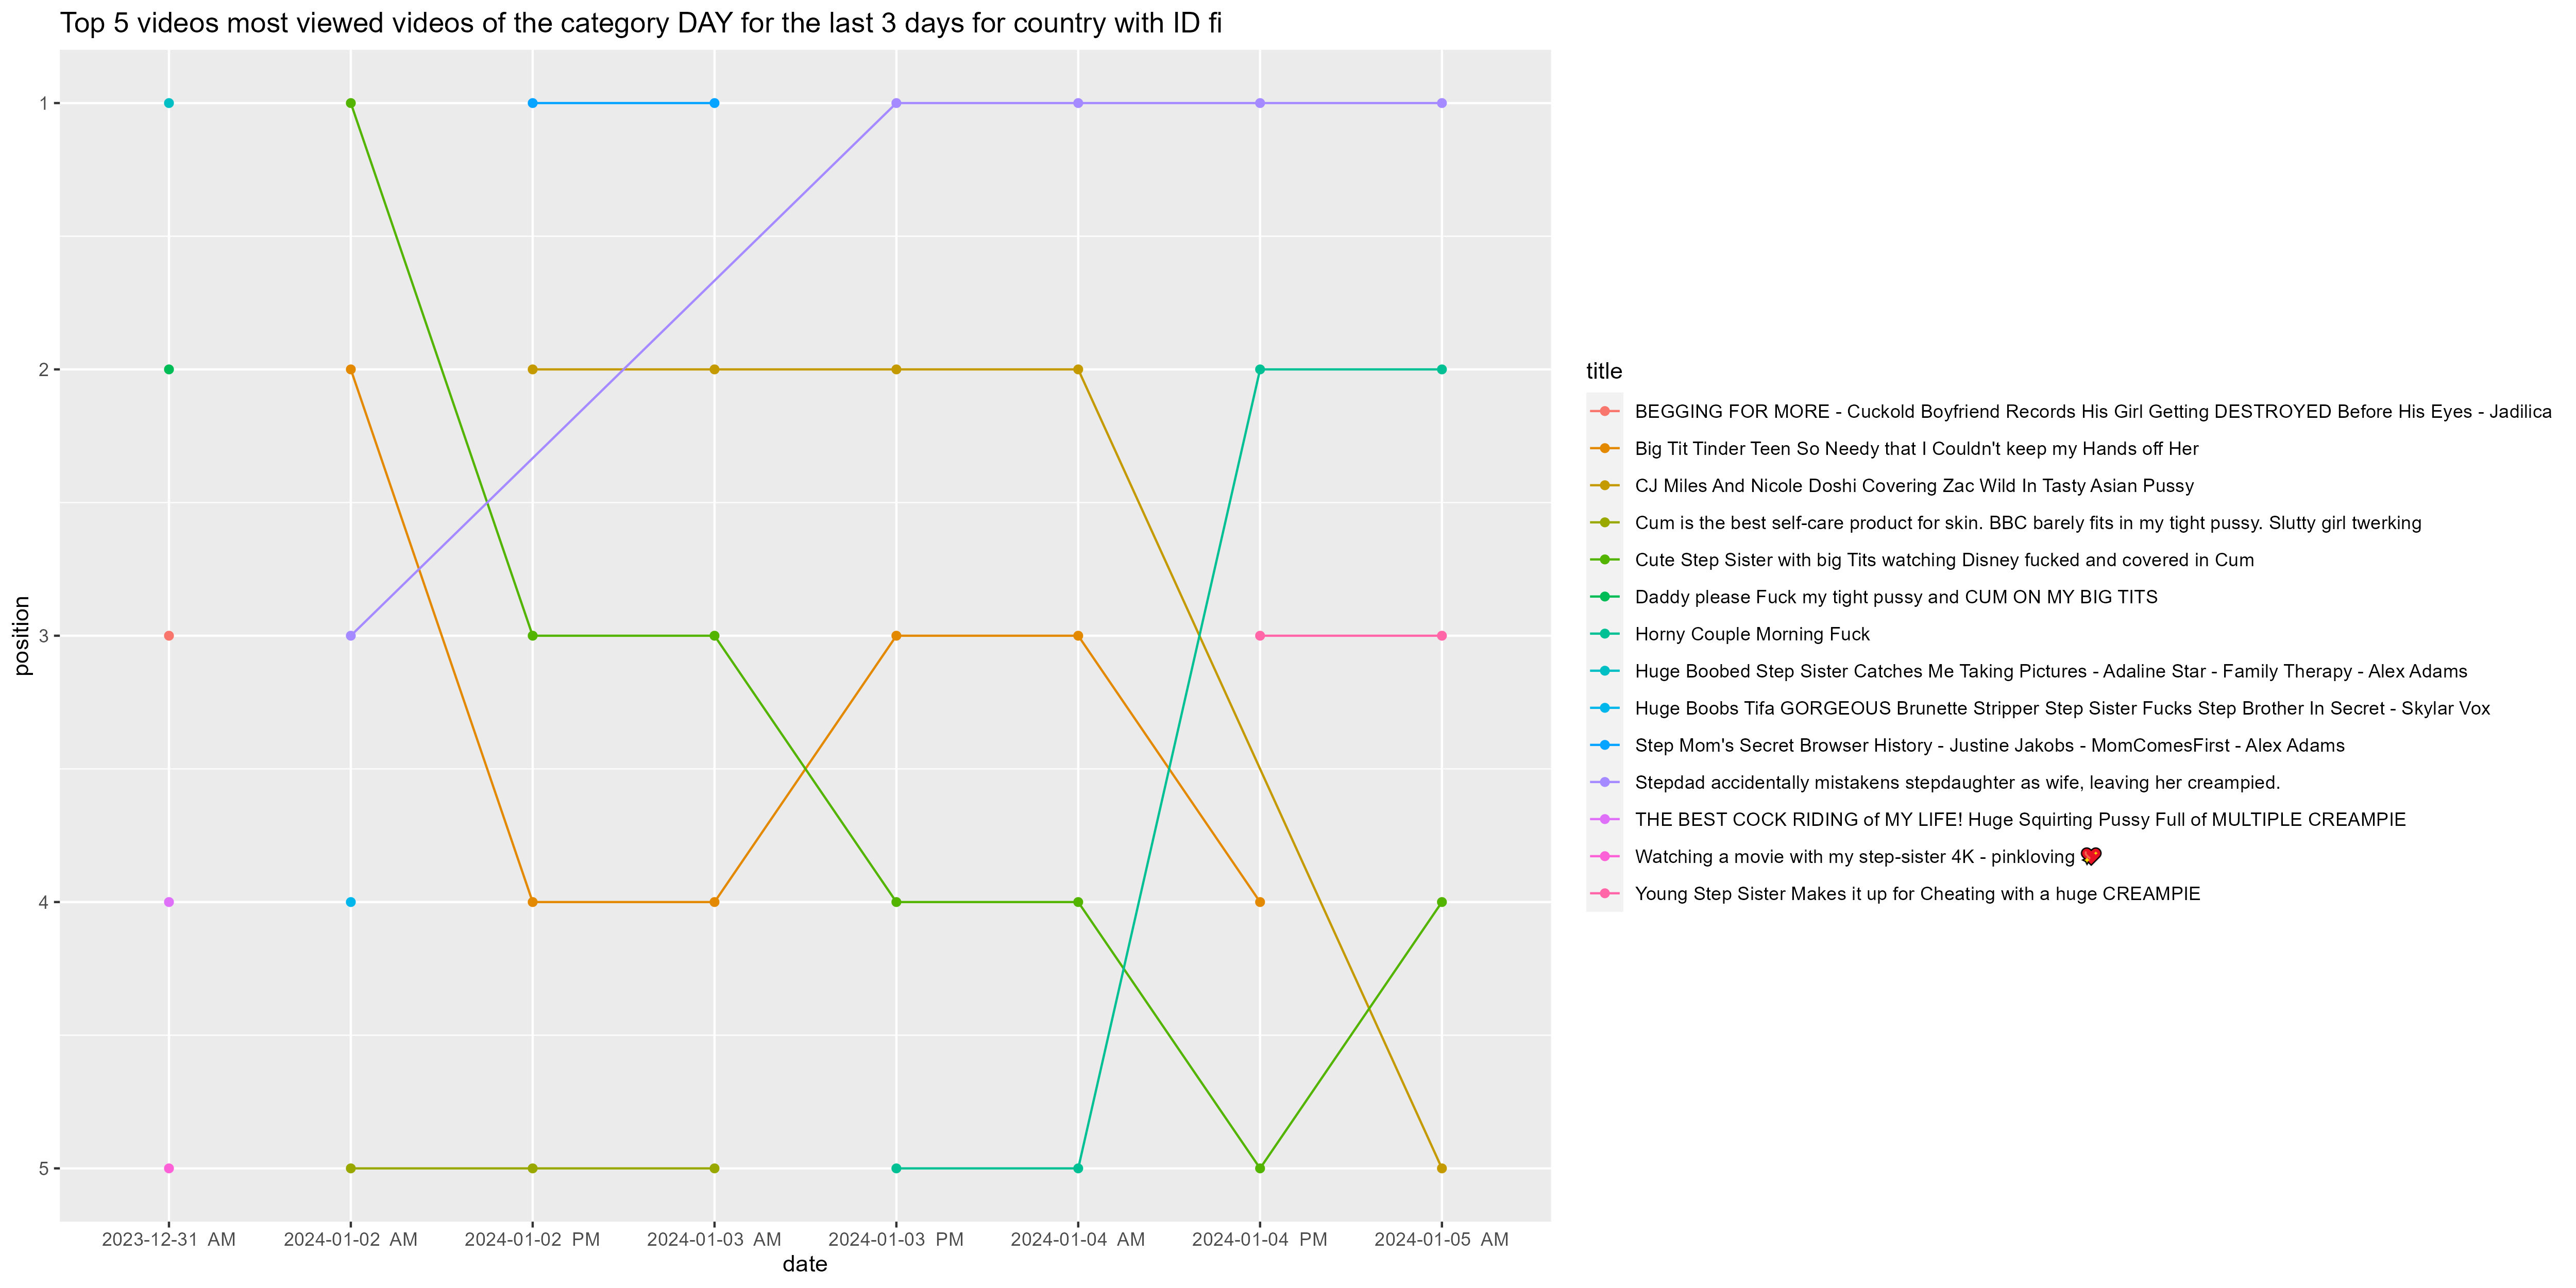 Top 5 videos most viewed videos of the category DAY for the last 3 days for country with ID fi
position
1
2
3
4
5
2023-12-31 AM
2024-01-02 AM
2024-01-02 PM
2024-01-03 AM
2024-01-03 PM
2024-01-04 AM
2024-01-04 PM
2024-01-05 AM
date
title
BEGGING FOR MORE - Cuckold Boyfriend Records His Girl Getting DESTROYED Before His Eyes - Jadilica
Big Tit Tinder Teen So Needy that I Couldn't keep my Hands off Her
CJ Miles And Nicole Doshi Covering Zac Wild In Tasty Asian Pussy
Cum is the best self-care product for skin. BBC barely fits in my tight pussy. Slutty girl twerking
Cute Step Sister with big Tits watching Disney fucked and covered in Cum
Daddy please Fuck my tight pussy and CUM ON MY BIG TITS
Horny Couple Morning Fuck
Huge Boobed Step Sister Catches Me Taking Pictures - Adaline Star - Family Therapy - Alex Adams
Huge Boobs Tifa GORGEOUS Brunette Stripper Step Sister Fucks Step Brother In Secret - Skylar Vox
Step Mom's Secret Browser History - Justine Jakobs - MomComesFirst - Alex Adams
Stepdad accidentally mistakens stepdaughter as wife, leaving her creampied.
THE BEST COCK RIDING of MY LIFE! Huge Squirting Pussy Full of MULTIPLE CREAMPIE
Watching a movie with my step-sister 4K - pinkloving 💖
Young Step Sister Makes it up for Cheating with a huge CREAMPIE